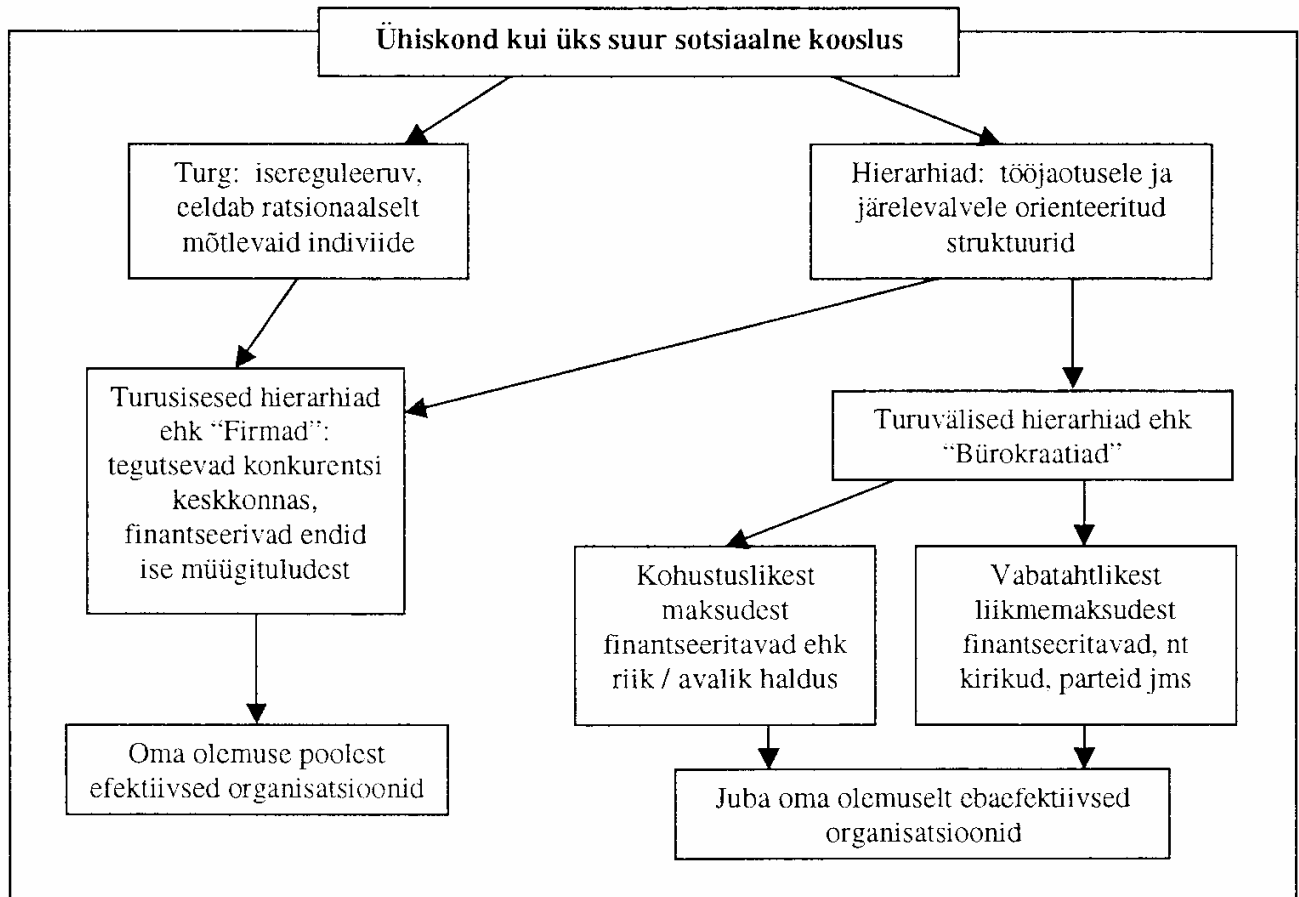 Ühiskond kui üks suur sotsiaalne kooslus
Turg: isereguleeruv,
eeldab ratsionaalselt
mõtlevaid indiviide
Hierarhiad: tööjaotusele ja
järelevalvele orienteeritud
struktuurid
Turusisesed hierarhiad
ehk “Firmad”:
tegutsevad konkurentsi
keskkonnas,
finantseerivad endid
ise müügituludest
Turuvälised hierarhiad ehk
“Bürokraatiad”
Kohustuslikest
maksudest
finantseeritavad ehk
riik / avalik haldus
Vabatahtlikest
liikmemaksudest
finantseeritavad, nt
kirikud, parteid jms
Oma olemuse poolest
efektiivsed organisatsioonid
Juba oma olemuselt ebaefektiivsed
organisatsioonid